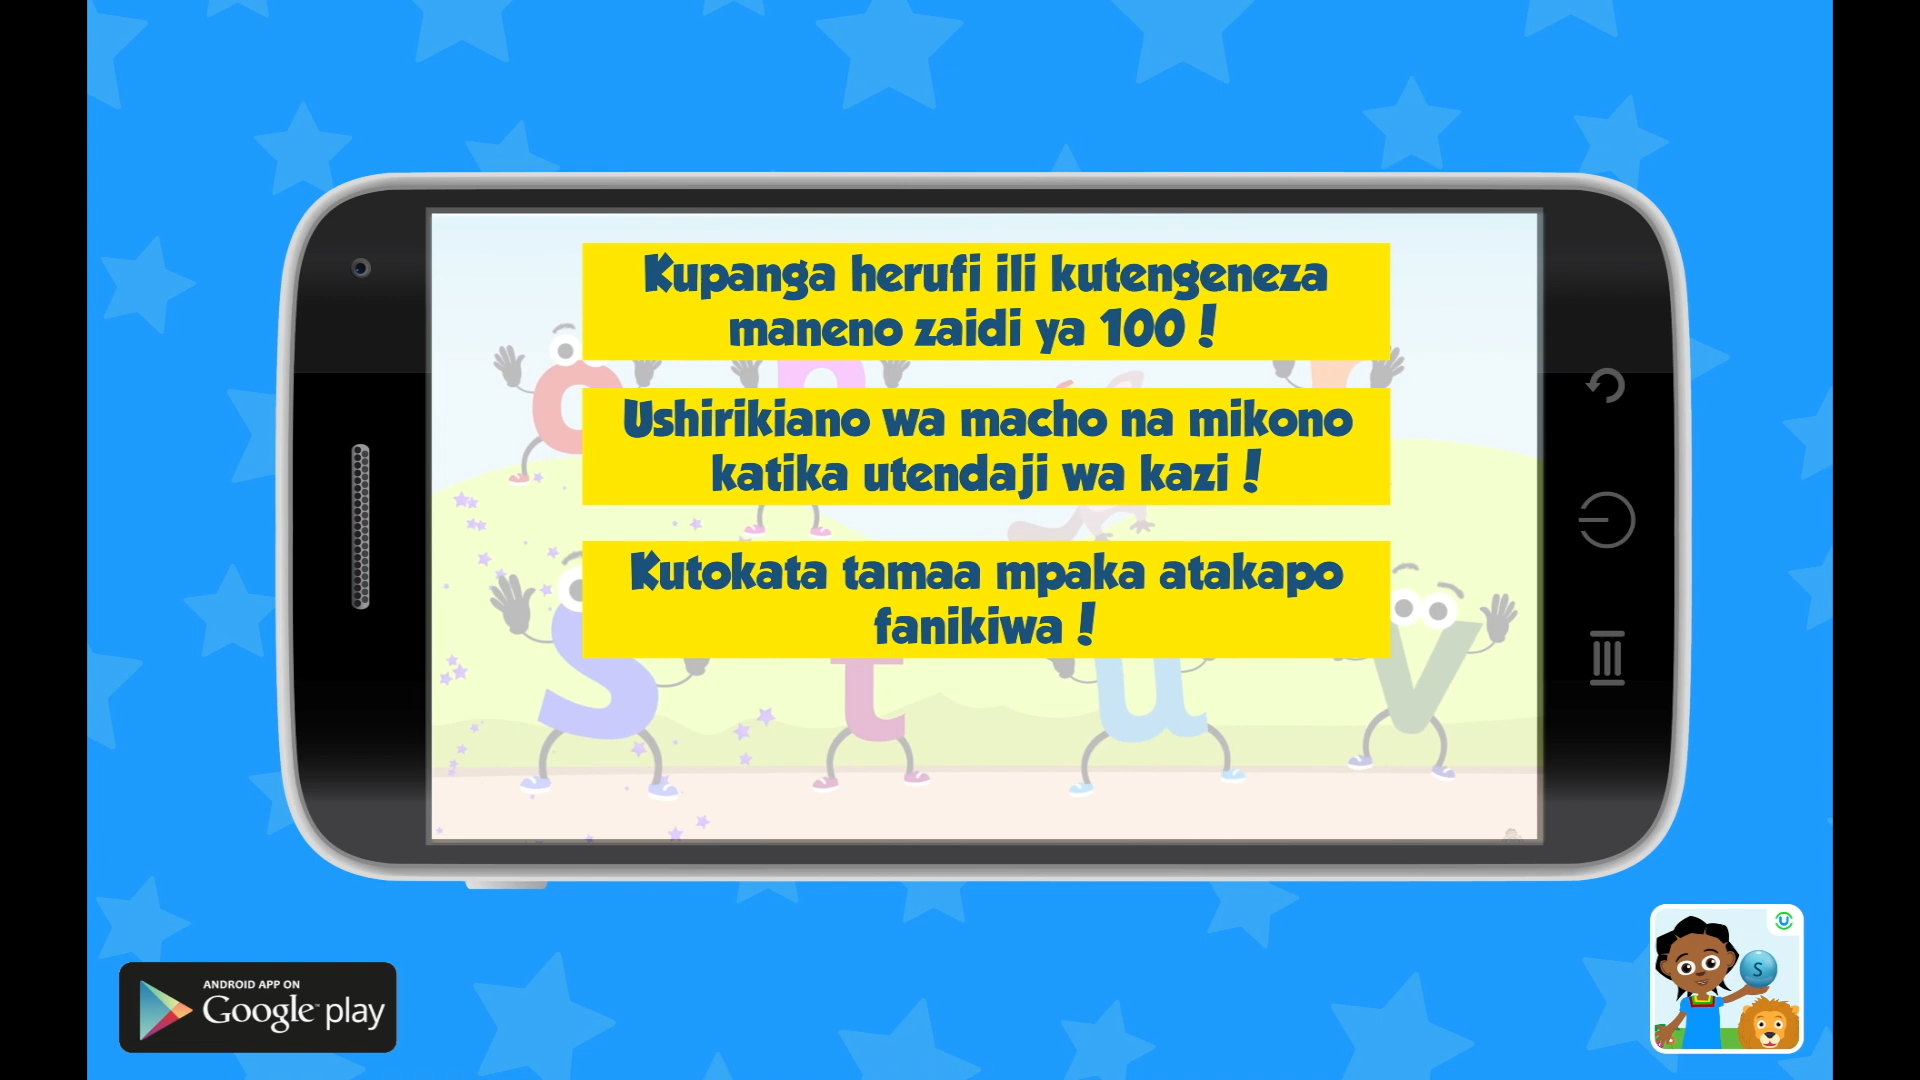 Kupanga herufi ili kutengeneza
maneno zaidi ya 100!
Ushirikiano wa macho na mikono
katika utendaji wa kazi!
Kutokata tamaa mpaka atakapo
fanikiwa!
s t u v
ANDROID APP ON
Google play
U
S